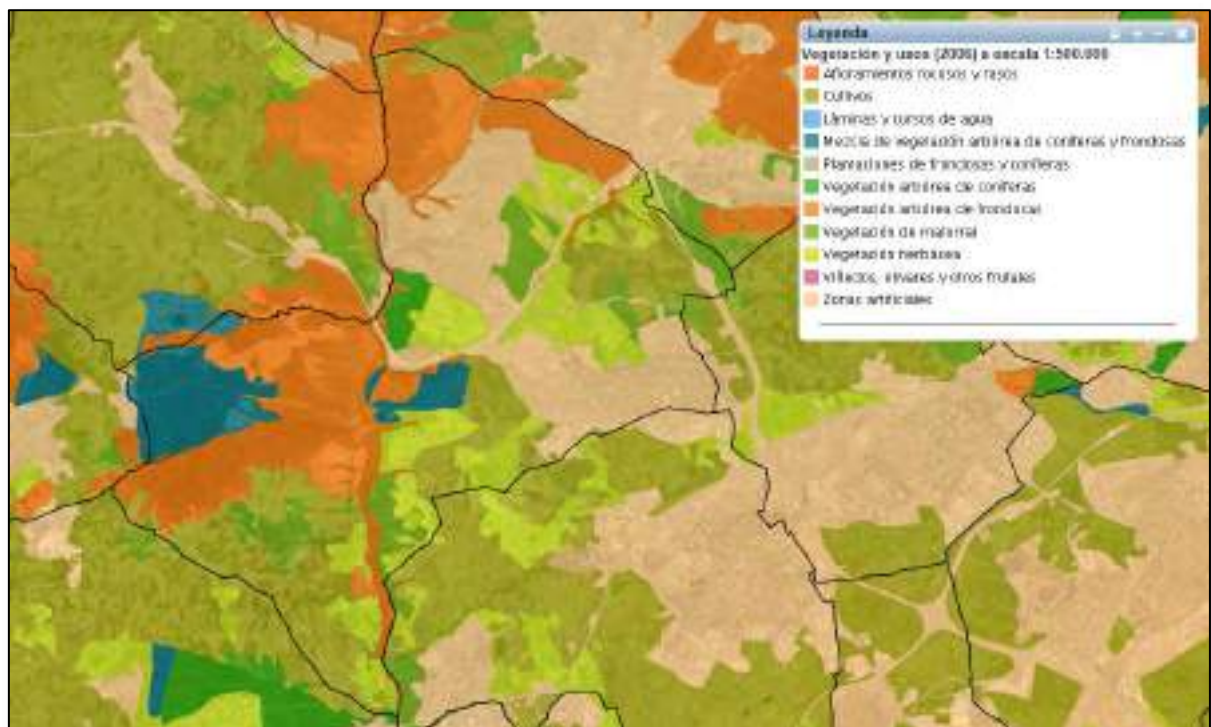 Leyenda
Vegetación y usos (2006) a escala 1:500.000
Afloramientos rocosos y rasos
Cultivos
Láminas y cursos de agua
Mezcla de vegetación arbórea de coníferas y frondosas
Plantaciones de frondosas y coníferas
Vegetación arbórea de coníferas
Vegetación arbórea de frondosas
Vegetación de matorral
Vegetación herbácea
Viñedos, olivares y otros frutales
Zonas artificiales